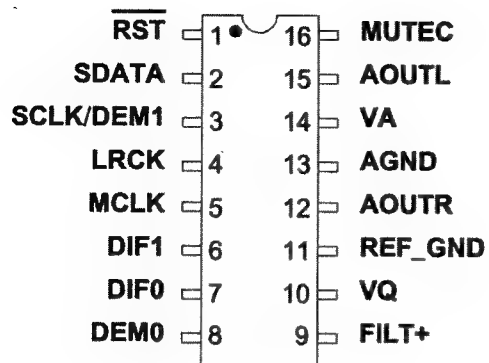 RST 1 16 MUTEC
SDATA 2 15 AOUTL
SCLK/DEM1 3 14 VA
LRCK 4 13 AGND
MCLK 5 12 AOUTR
DIF1 6 11 REF_GND
DIF0 7 10 VQ
DEM0 8 9 FILT+